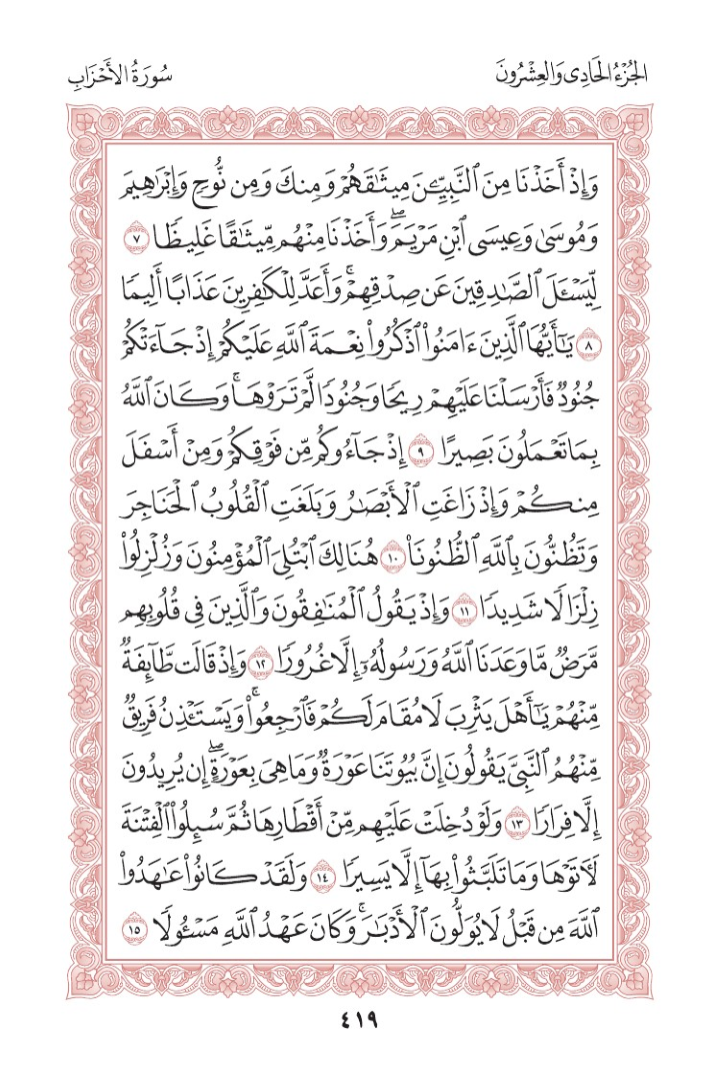 الجُزْءُ الحَادِى وَالعِشْرُونَ
سُورَةُ الأَحْزَابِ
وَإِذْ أَخَذْنَا مِنَ ٱلنَّبِيِّـۧنَ مِيثَٰقَهُمْ وَمِنكَ وَمِن نُّوحٍ وَإِبْرَٰهِيمَ
وَمُوسَىٰ وَعِيسَى ٱبْنِ مَرْيَمَۖ وَأَخَذْنَا مِنْهُم مِّيثَٰقًا غَلِيظًا ٧
لِّيَسْـَٔلَ ٱلصَّٰدِقِينَ عَن صِدْقِهِمْۚ وَأَعَدَّ لِلْكَٰفِرِينَ عَذَابًا أَلِيمًا
٨ يَٰٓأَيُّهَا ٱلَّذِينَ ءَامَنُوا۟ ٱذْكُرُوا۟ نِعْمَةَ ٱللَّهِ عَلَيْكُمْ إِذْ جَآءَتْكُمْ
جُنُودٌ فَأَرْسَلْنَا عَلَيْهِمْ رِيحًا وَجُنُودًا لَّمْ تَرَوْهَاۚ وَكَانَ ٱللَّهُ
بِمَا تَعْمَلُونَ بَصِيرًا ٩ إِذْ جَآءُوكُم مِّن فَوْقِكُمْ وَمِنْ أَسْفَلَ
مِنكُمْ وَإِذْ زَاغَتِ ٱلْأَبْصَٰرُ وَبَلَغَتِ ٱلْقُلُوبُ ٱلْحَنَاجِرَ
وَتَظُنُّونَ بِٱللَّهِ ٱلظُّنُونَا۠ ١٠ هُنَالِكَ ٱبْتُلِىَ ٱلْمُؤْمِنُونَ وَزُلْزِلُوا۟
زِلْزَالًا شَدِيدًا ١١ وَإِذْ يَقُولُ ٱلْمُنَٰفِقُونَ وَٱلَّذِينَ فِى قُلُوبِهِم
مَّرَضٌ مَّا وَعَدَنَا ٱللَّهُ وَرَسُولُهُۥٓ إِلَّا غُرُورًا ١٢ وَإِذْ قَالَت طَّآئِفَةٌ
مِّنْهُمْ يَٰٓأَهْلَ يَثْرِبَ لَا مُقَامَ لَكُمْ فَٱرْجِعُوا۟ۚ وَيَسْتَـْٔذِنُ فَرِيقٌ
مِّنْهُمُ ٱلنَّبِىَّ يَقُولُونَ إِنَّ بُيُوتَنَا عَوْرَةٌ وَمَا هِىَ بِعَوْرَةٍۖ إِن يُرِيدُونَ
إِلَّا فِرَارًا ١٣ وَلَوْ دُخِلَتْ عَلَيْهِم مِّنْ أَقْطَارِهَا ثُمَّ سُئِلُوا۟ ٱلْفِتْنَةَ
لَـَٔاتَوْهَا وَمَا تَلَبَّثُوا۟ بِهَآ إِلَّا يَسِيرًا ١٤ وَلَقَدْ كَانُوا۟ عَٰهَدُوا۟
ٱللَّهَ مِن قَبْلُ لَا يُوَلُّونَ ٱلْأَدْبَٰرَۚ وَكَانَ عَهْدُ ٱللَّهِ مَسْـُٔولًا ١٥
٤١٩